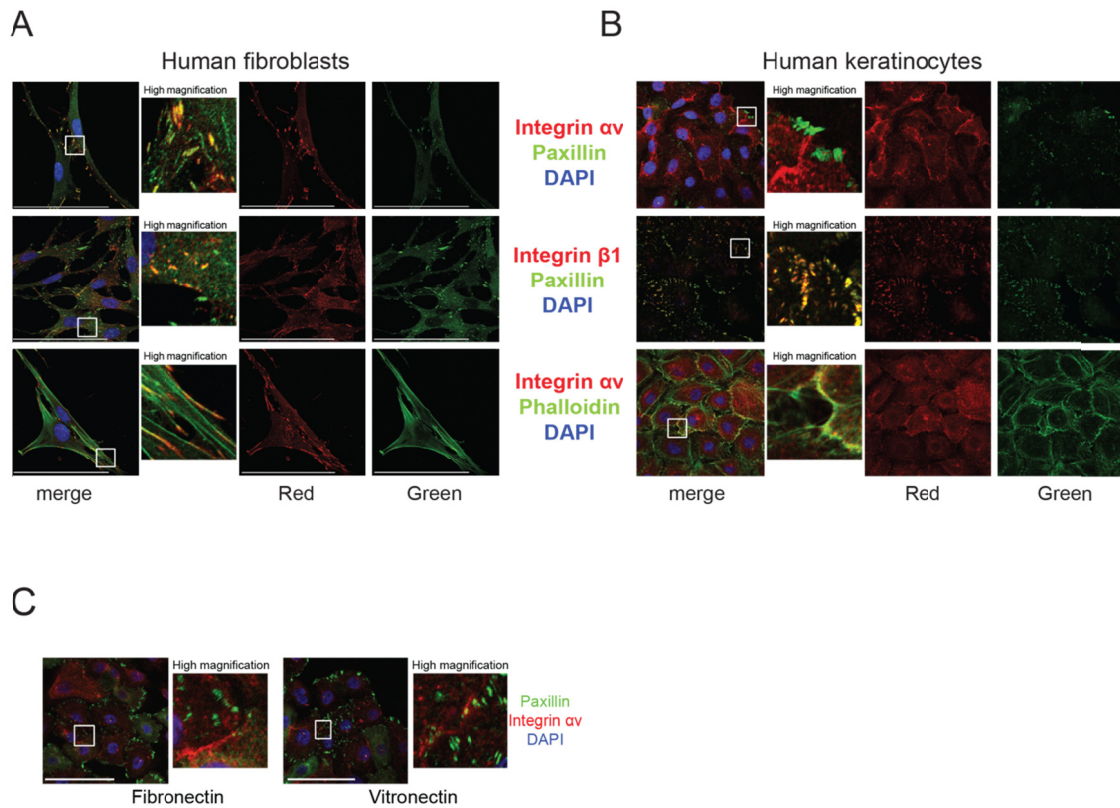 A
Human fibroblasts
High magnification
High magnification
High magnification
merge
Red
Green
Integrin αv
Paxillin
DAPI
Integrin β1
Paxillin
DAPI
Integrin αv
Phalloidin
DAPI
B
Human keratinocytes
High magnification
High magnification
High magnification
merge
Red
Green
C
High magnification
High magnification
Paxillin
Integrin αv
DAPI
Fibronectin
Vitronectin